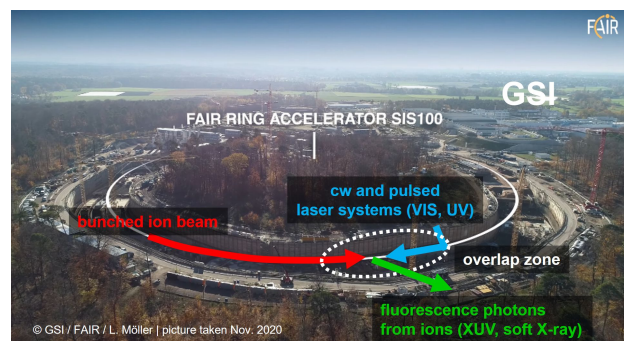 FAIR
GSI
FAIR RING ACCELERATOR SIS100
cw and pulsed
laser systems (VIS, UV)
bunched ion beam
overlap zone
fluorescence photons
from ions (XUV, soft X-ray)
© GSI / FAIR / L. Möller | picture taken Nov. 2020